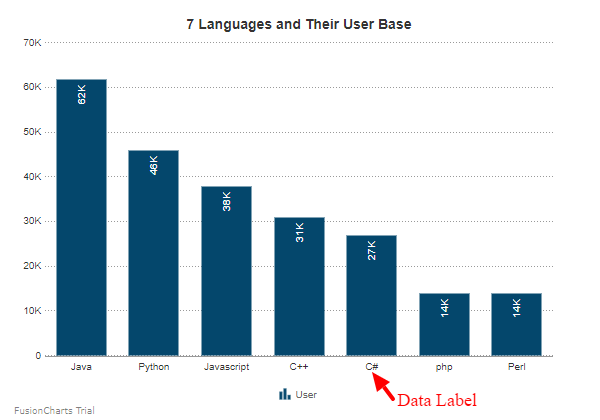 7 Languages and Their User Base
70K
60K
50K
40K
30K
20K
10K
0
62K
46K
38K
31K
27K
14K
14K
Java Python Javascript C++ C# php Perl
User
Data Label
FusionCharts Trial